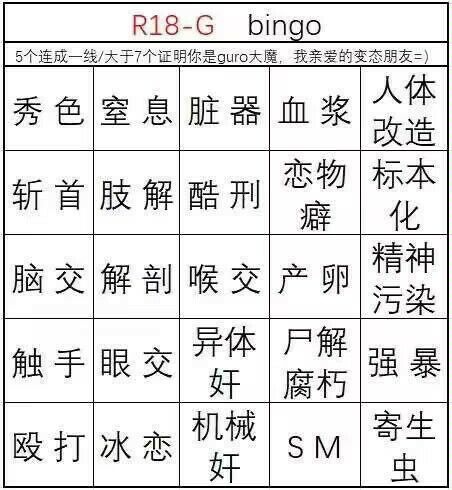 R18-G bingo
5个连成一线/大于7个证明你是guro大魔，我亲爱的变态朋友=)
秀色 窒息 脏器 血浆 人体改造
斩首 肢解 酷刑 恋物癖 标本化
脑交 解剖 喉交 产卵 精神污染
触手 眼交 异体奸 尸解腐朽 强暴
殴打 冰恋 机械奸 SM 寄生虫